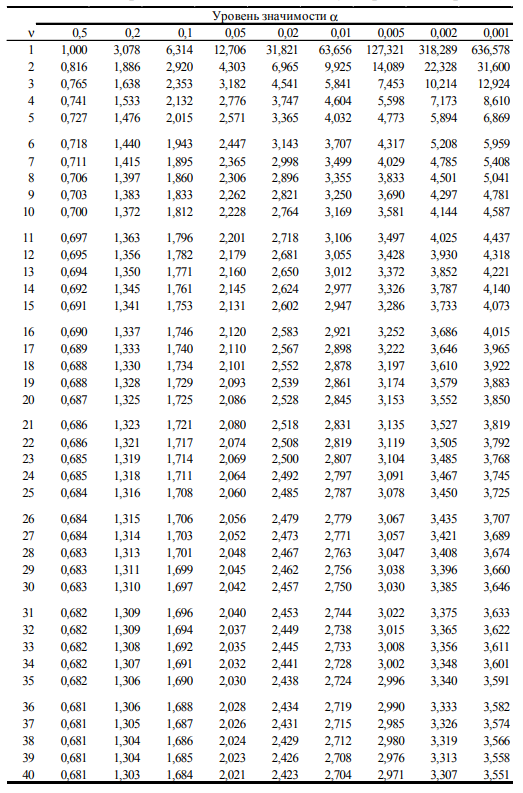 Уровень значимости α
ν 0,5 0,2 0,1 0,05 0,02 0,01 0,005 0,002 0,001
1 1,000 3,078 6,314 12,706 31,821 63,656 127,321 318,289 636,578
2 0,816 1,886 2,920 4,303 6,965 9,925 14,089 22,328 31,600
3 0,765 1,638 2,353 3,182 4,541 5,841 7,453 10,214 12,924
4 0,741 1,533 2,132 2,776 3,747 4,604 5,598 7,173 8,610
5 0,727 1,476 2,015 2,571 3,365 4,032 4,773 5,894 6,869
6 0,718 1,440 1,943 2,447 3,143 3,707 4,317 5,208 5,959
7 0,711 1,415 1,895 2,365 2,998 3,499 4,029 4,785 5,408
8 0,706 1,397 1,860 2,306 2,896 3,355 3,833 4,501 5,041
9 0,703 1,383 1,833 2,262 2,821 3,250 3,690 4,297 4,781
10 0,700 1,372 1,812 2,228 2,764 3,169 3,581 4,144 4,587
11 0,697 1,363 1,796 2,201 2,718 3,106 3,497 4,025 4,437
12 0,695 1,356 1,782 2,179 2,681 3,055 3,428 3,930 4,318
13 0,694 1,350 1,771 2,160 2,650 3,012 3,372 3,852 4,221
14 0,692 1,345 1,761 2,145 2,624 2,977 3,326 3,787 4,140
15 0,691 1,341 1,753 2,131 2,602 2,947 3,286 3,733 4,073
16 0,690 1,337 1,746 2,120 2,583 2,921 3,252 3,686 4,015
17 0,689 1,333 1,740 2,110 2,567 2,898 3,222 3,646 3,965
18 0,688 1,330 1,734 2,101 2,552 2,878 3,197 3,610 3,922
19 0,688 1,328 1,729 2,093 2,539 2,861 3,174 3,579 3,883
20 0,687 1,325 1,725 2,086 2,528 2,845 3,153 3,552 3,850
21 0,686 1,323 1,721 2,080 2,518 2,831 3,135 3,527 3,819
22 0,686 1,321 1,717 2,074 2,508 2,819 3,119 3,505 3,792
23 0,685 1,319 1,714 2,069 2,500 2,807 3,104 3,485 3,768
24 0,685 1,318 1,711 2,064 2,492 2,797 3,091 3,467 3,745
25 0,684 1,316 1,708 2,060 2,485 2,787 3,078 3,450 3,725
26 0,684 1,315 1,706 2,056 2,479 2,779 3,067 3,435 3,707
27 0,684 1,314 1,703 2,052 2,473 2,771 3,057 3,421 3,689
28 0,683 1,313 1,701 2,048 2,467 2,763 3,047 3,408 3,674
29 0,683 1,311 1,699 2,045 2,462 2,756 3,038 3,396 3,660
30 0,683 1,310 1,697 2,042 2,457 2,750 3,030 3,385 3,646
31 0,682 1,309 1,696 2,040 2,453 2,744 3,022 3,375 3,633
32 0,682 1,309 1,694 2,037 2,449 2,738 3,015 3,365 3,622
33 0,682 1,308 1,692 2,035 2,445 2,733 3,008 3,356 3,611
34 0,682 1,307 1,691 2,032 2,441 2,728 3,002 3,348 3,601
35 0,682 1,306 1,690 2,030 2,438 2,724 2,996 3,340 3,591
36 0,681 1,306 1,688 2,028 2,434 2,719 2,990 3,333 3,582
37 0,681 1,305 1,687 2,026 2,431 2,715 2,985 3,326 3,574
38 0,681 1,304 1,686 2,024 2,429 2,712 2,980 3,319 3,566
39 0,681 1,304 1,685 2,023 2,426 2,708 2,976 3,313 3,558
40 0,681 1,303 1,684 2,021 2,423 2,704 2,971 3,307 3,551